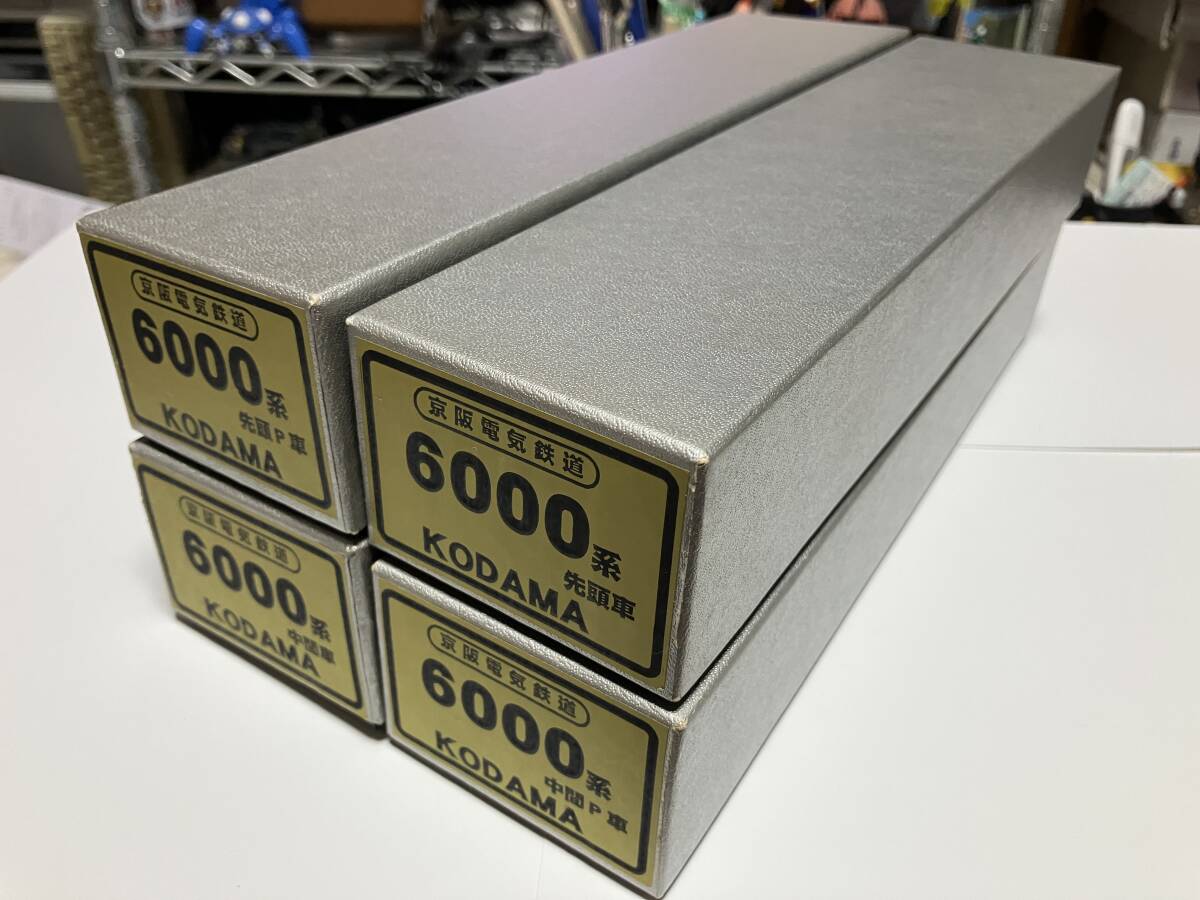 京阪電気鉄道
6000系
先頭P車
KODAMA
京阪電気鉄道
6000系
先頭車
KODAMA
京阪電気鉄道
6000系
中間車
KODAMA
京阪電気鉄道
6000系
中間P車
KODAMA